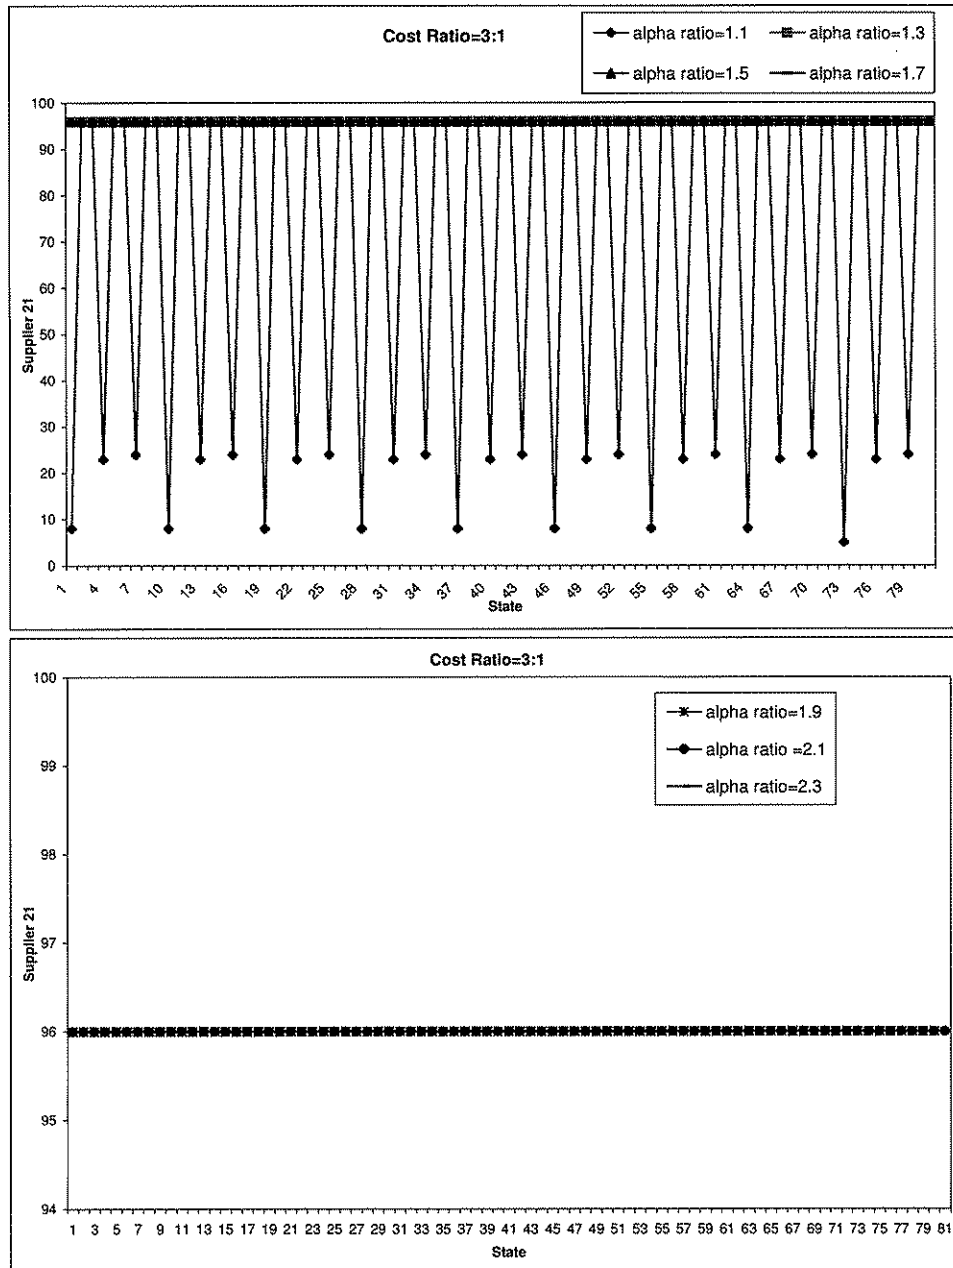 Cost Ratio=3:1
alpha ratio=1.1 alpha ratio=1.3
alpha ratio=1.5 alpha ratio=1.7
100
90
80
70
60
50
40
30
20
10
0
Supplier 21
1 4 7 10 13 16 19 22 25 28 31 34 37 40 43 46 49 52 55 58 61 64 67 70 73 76 79
State
Cost Ratio=3:1
alpha ratio=1.9
alpha ratio =2.1
alpha ratio=2.3
100
99
98
97
96
95
94
Supplier 21
1 3 5 7 9 11 13 15 17 19 21 23 25 27 29 31 33 35 37 39 41 43 45 47 49 51 53 55 57 59 61 63 65 67 69 71 73 75 77 79 81
State